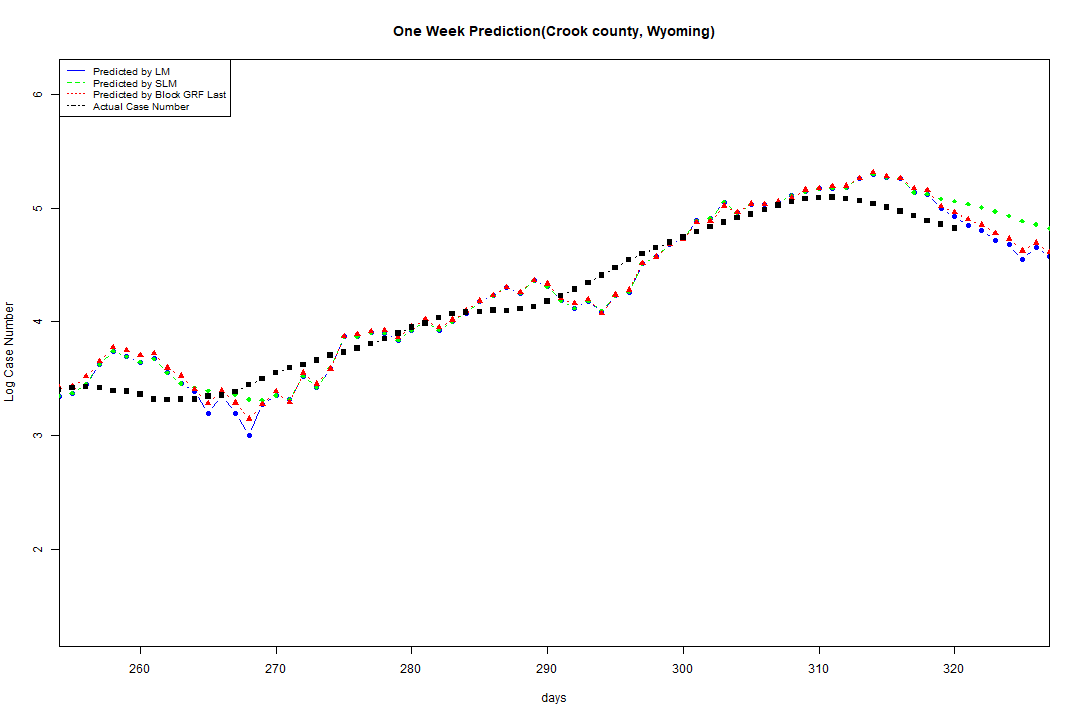 One Week Prediction(Crook county, Wyoming)
Predicted by LM
Predicted by SLM
Predicted by Block GRF Last
Actual Case Number
6
5
4
3
2
Log Case Number
260 270 280 290 300 310 320
days